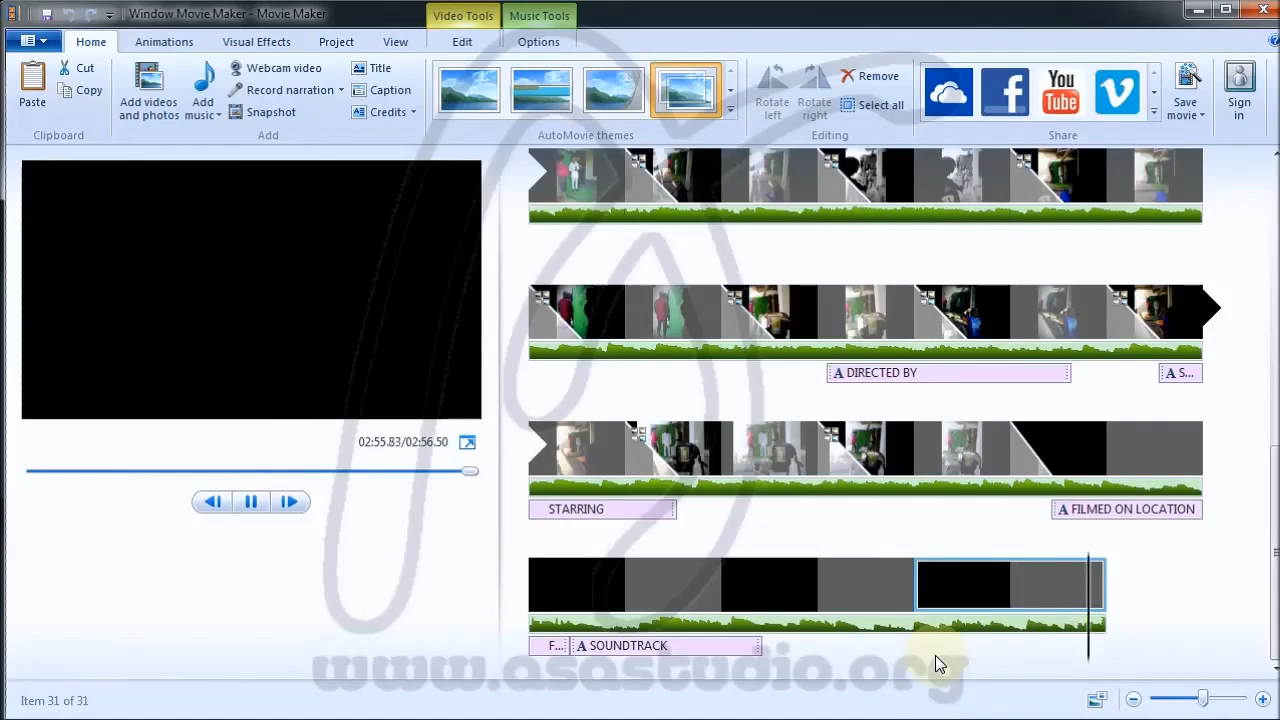 Window Movie Maker - Movie Maker
Video Tools
Music Tools
Home
Animations
Visual Effects
Project
View
Edit
Options
Paste
Cut
Copy
Clipboard
Add videos
and photos
Add
music
Webcam video
Record narration
Snapshot
Title
Caption
Credits
Add
AutoMovie themes
Rotate
left
Rotate
right
Remove
Select all
Editing
You
Tube
Share
Save
movie
Sign
in
02:55.83/02:56.50
A DIRECTED BY
A S...
STARRING
A FILMED ON LOCATION
F...
A SOUNDTRACK
www.asastudio.org
Item 31 of 31